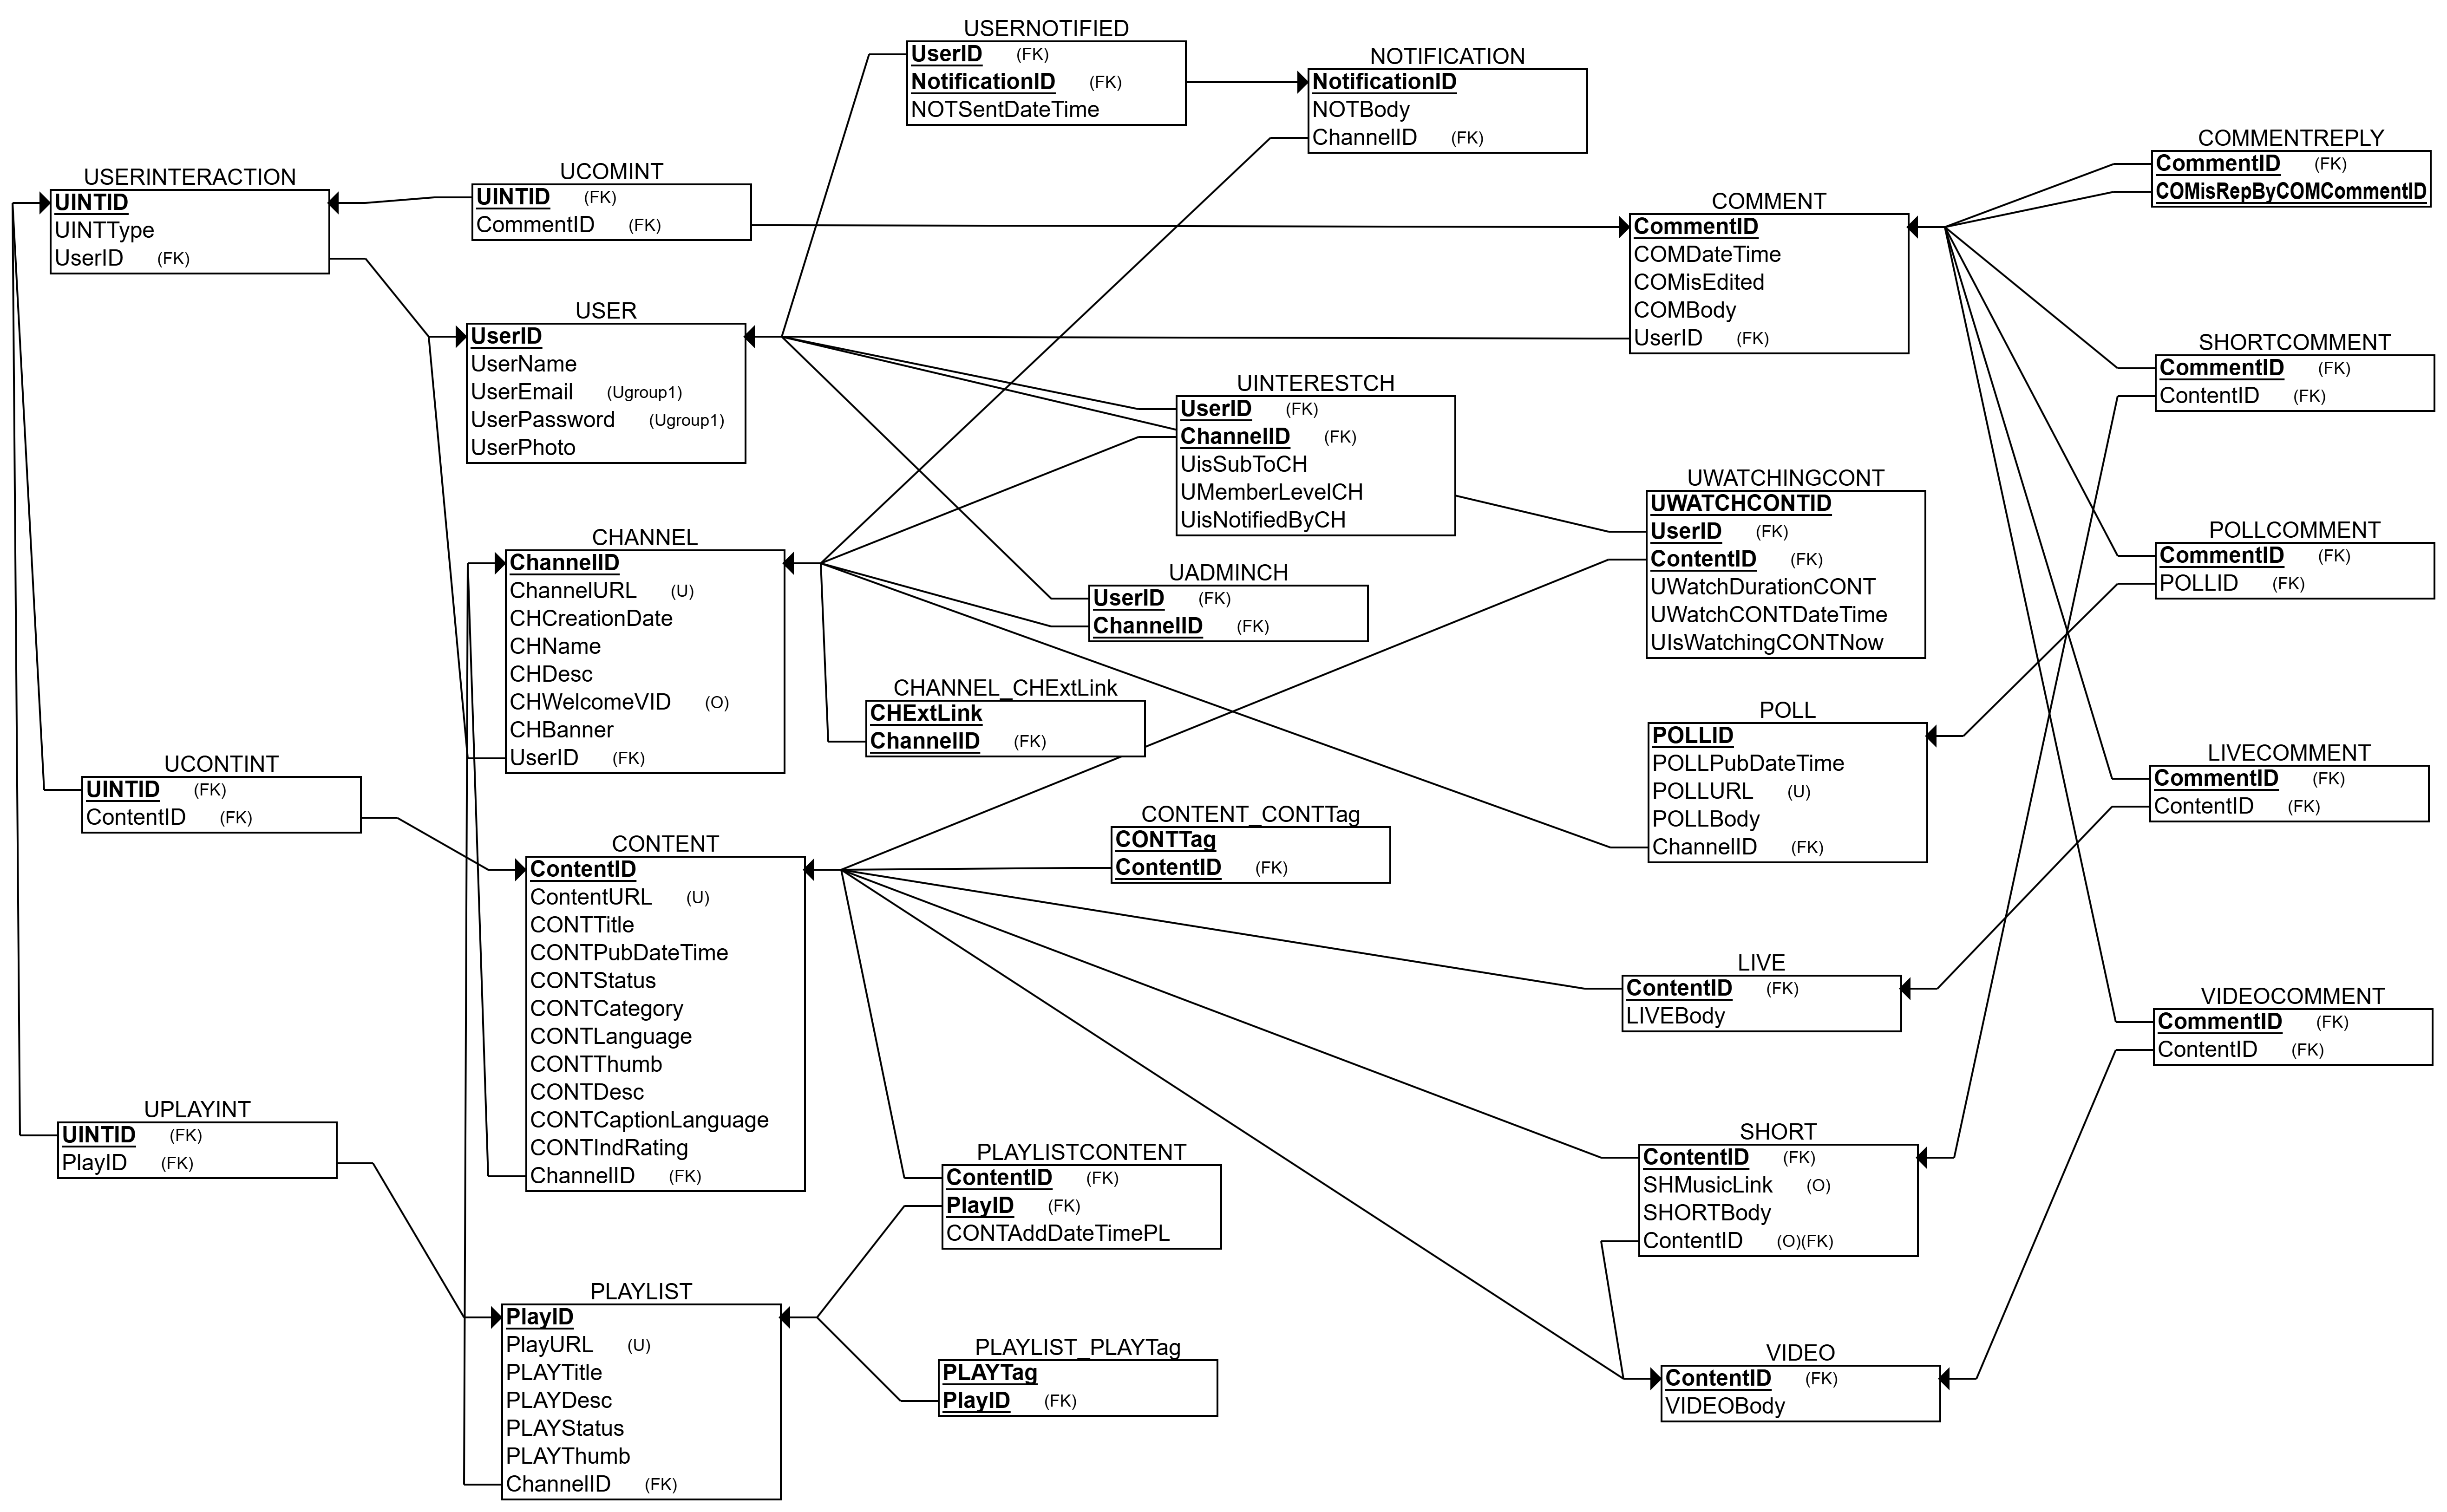 USERNOTIFIED
UserID (FK)
NotificationID (FK)
NOTSentDateTime
NOTIFICATION
NotificationID
NOTBody
ChannelID (FK)
COMMENTREPLY
CommentID (FK)
COMisRepByCOMCommentID
USERINTERACTION
UINTID
UINTType
UserID (FK)
UCOMINT
UINTID (FK)
CommentID (FK)
COMMENT
CommentID
COMDateTime
COMisEdited
COMBody
UserID (FK)
USER
UserID
UserName
UserEmail (Ugroup1)
UserPassword (Ugroup1)
UserPhoto
SHORTCOMMENT
CommentID (FK)
ContentID (FK)
UINTERESTCH
UserID (FK)
ChannelID (FK)
UisSubToCH
UMemberLevelCH
UisNotifiedByCH
UWATCHINGCONT
UWATCHCONTID
UserID (FK)
ContentID (FK)
UWatchDurationCONT
UWatchCONTDateTime
UIsWatchingCONTNow
POLLCOMMENT
CommentID (FK)
POLLID (FK)
CHANNEL
ChannelID
ChannelURL (U)
CHCreationDate
CHName
CHDesc
CHWelcomeVID (O)
CHBanner
UserID (FK)
UADMINCH
UserID (FK)
ChannelID (FK)
CHANNEL_CHExtLink
CHExtLink
ChannelID (FK)
POLL
POLLID
POLLPubDateTime
POLLURL (U)
POLLBody
ChannelID (FK)
LIVECOMMENT
CommentID (FK)
ContentID (FK)
UCONTINT
UINTID (FK)
ContentID (FK)
CONTENT_CONTTag
CONTTag
ContentID (FK)
CONTENT
ContentID
ContentURL (U)
CONTTitle
CONTPubDateTime
CONTStatus
CONTCategory
CONTLanguage
CONTThumb
CONTDesc
CONTCaptionLanguage
CONTIndRating
ChannelID (FK)
LIVE
ContentID (FK)
LIVEBody
VIDEOCOMMENT
CommentID (FK)
ContentID (FK)
UPLAYINT
UINTID (FK)
PlayID (FK)
SHORT
ContentID (FK)
SHMusicLink (O)
SHORTBody
ContentID (O)(FK)
PLAYLISTCONTENT
ContentID (FK)
PlayID (FK)
CONTAddDateTimePL
PLAYLIST
PlayID
PlayURL (U)
PLAYTitle
PLAYDesc
PLAYStatus
PLAYThumb
ChannelID (FK)
PLAYLIST_PLAYTag
PLAYTag
PlayID (FK)
VIDEO
ContentID (FK)
VIDEOBody